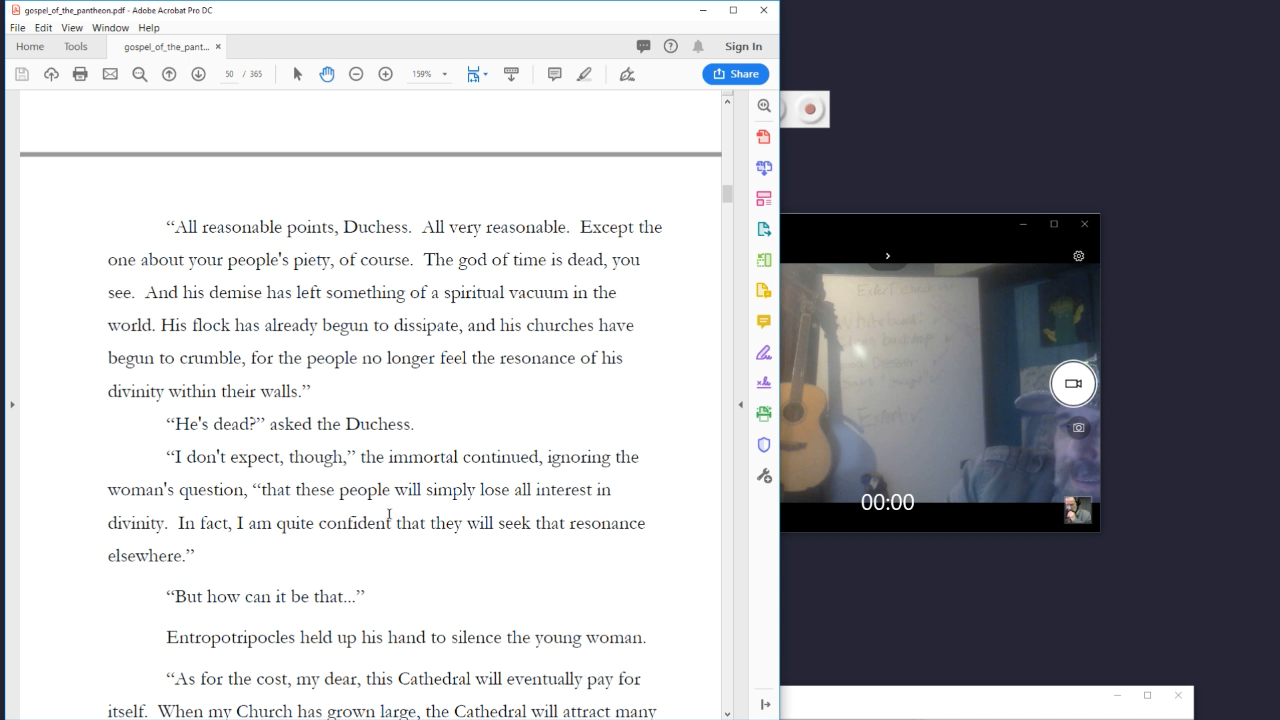 gospel_of_the_pantheon.pdf - Adobe Acrobat Pro DC
File Edit View Window Help
Home Tools gospel_of_the_pant... × Sign In
50 / 365 159% Share
“All reasonable points, Duchess. All very reasonable. Except the
one about your people's piety, of course. The god of time is dead, you
see. And his demise has left something of a spiritual vacuum in the
world. His flock has already begun to dissipate, and his churches have
begun to crumble, for the people no longer feel the resonance of his
divinity within their walls.”
“He's dead?” asked the Duchess.
“I don't expect, though,” the immortal continued, ignoring the
woman's question, “that these people will simply lose all interest in
divinity. In fact, I am quite confident that they will seek that resonance
elsewhere.”
“But how can it be that...”
Entropotripocles held up his hand to silence the young woman.
“As for the cost, my dear, this Cathedral will eventually pay for
itself. When my Church has grown large, the Cathedral will attract many
00:00